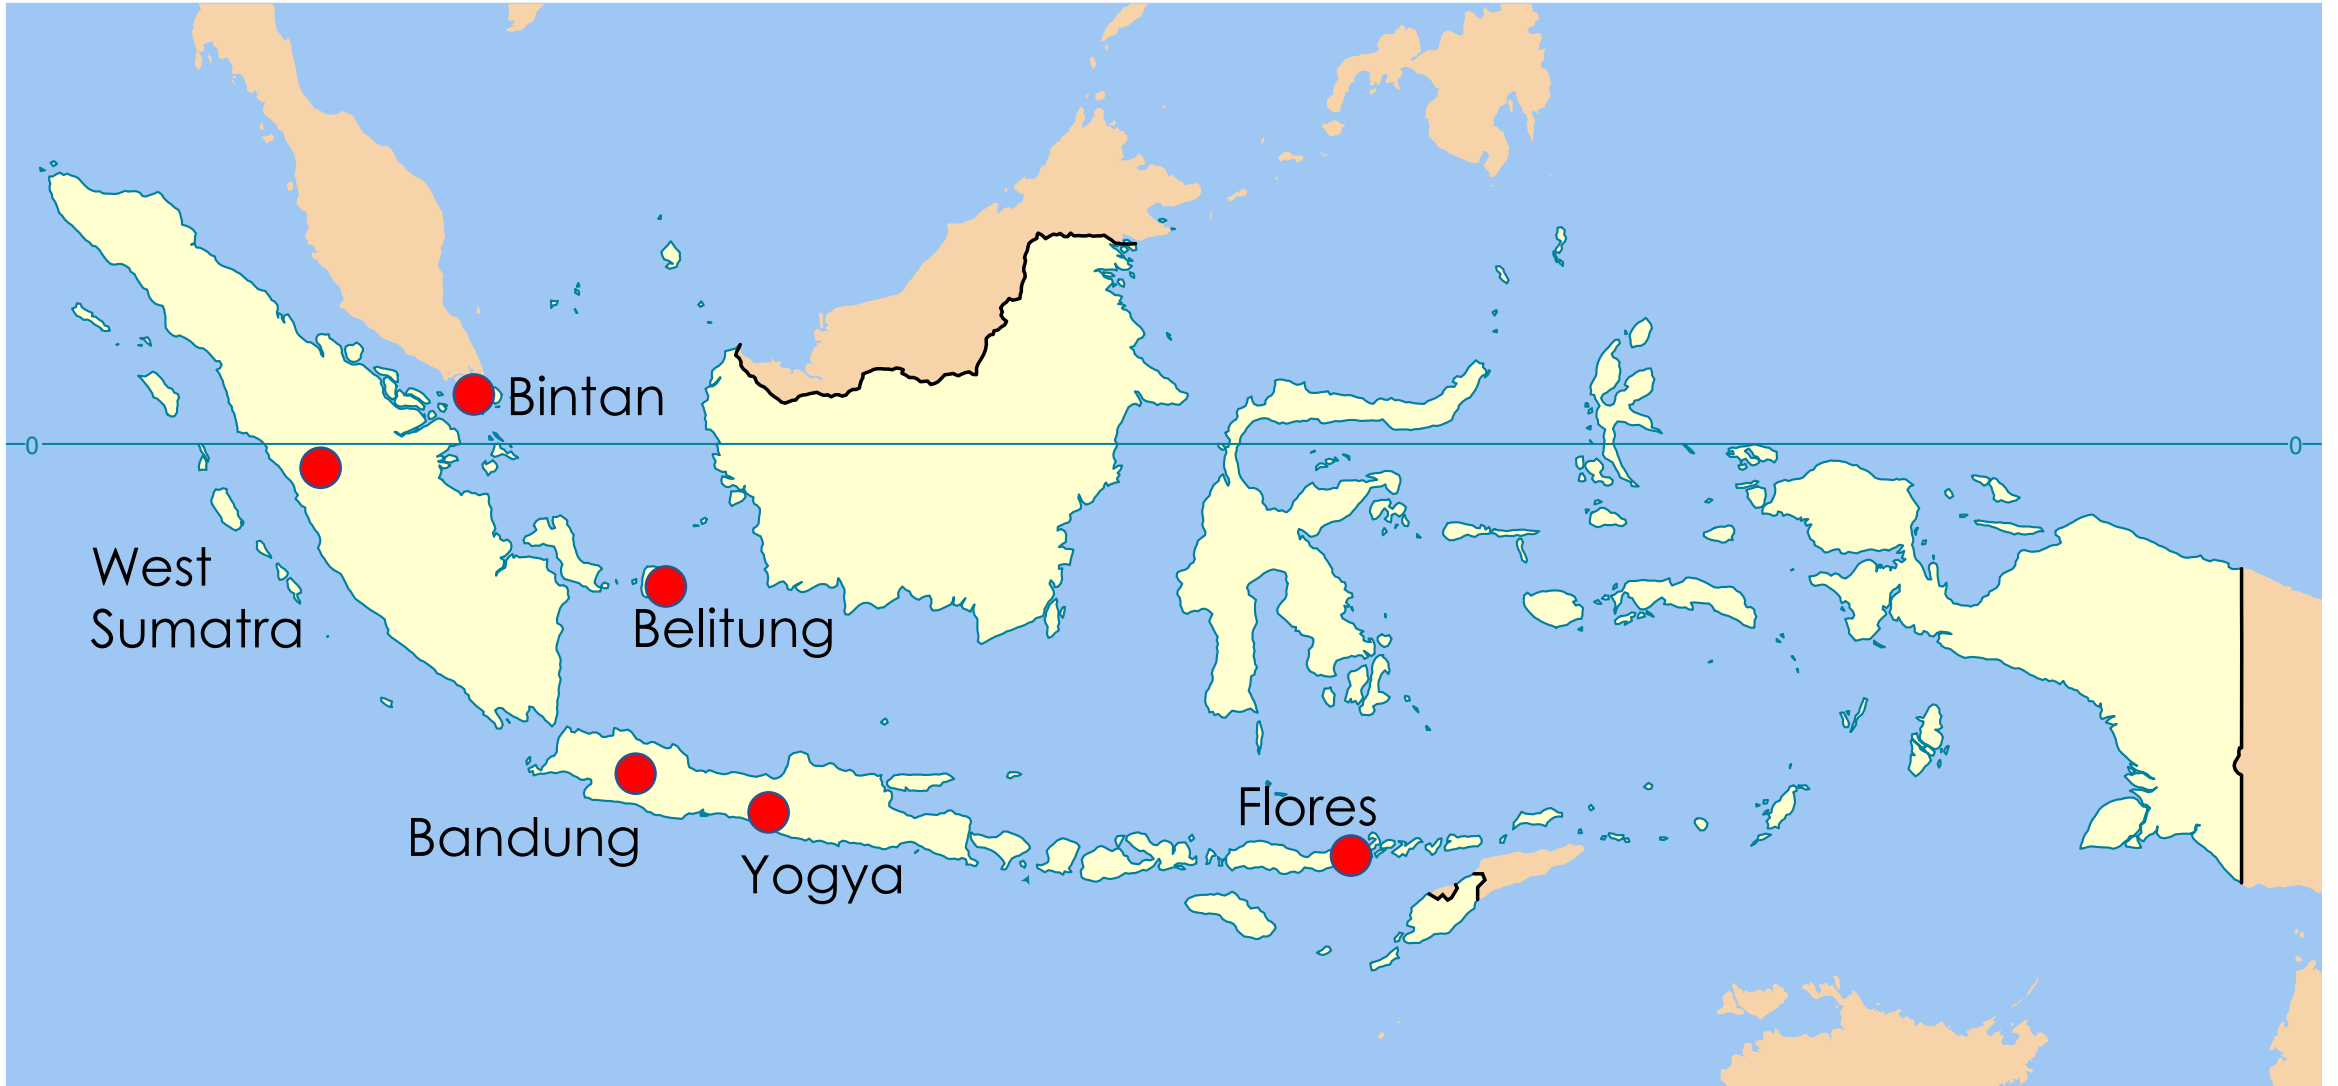 Bintan
0
0
West
Sumatra
Belitung
Flores
Bandung
Yogya